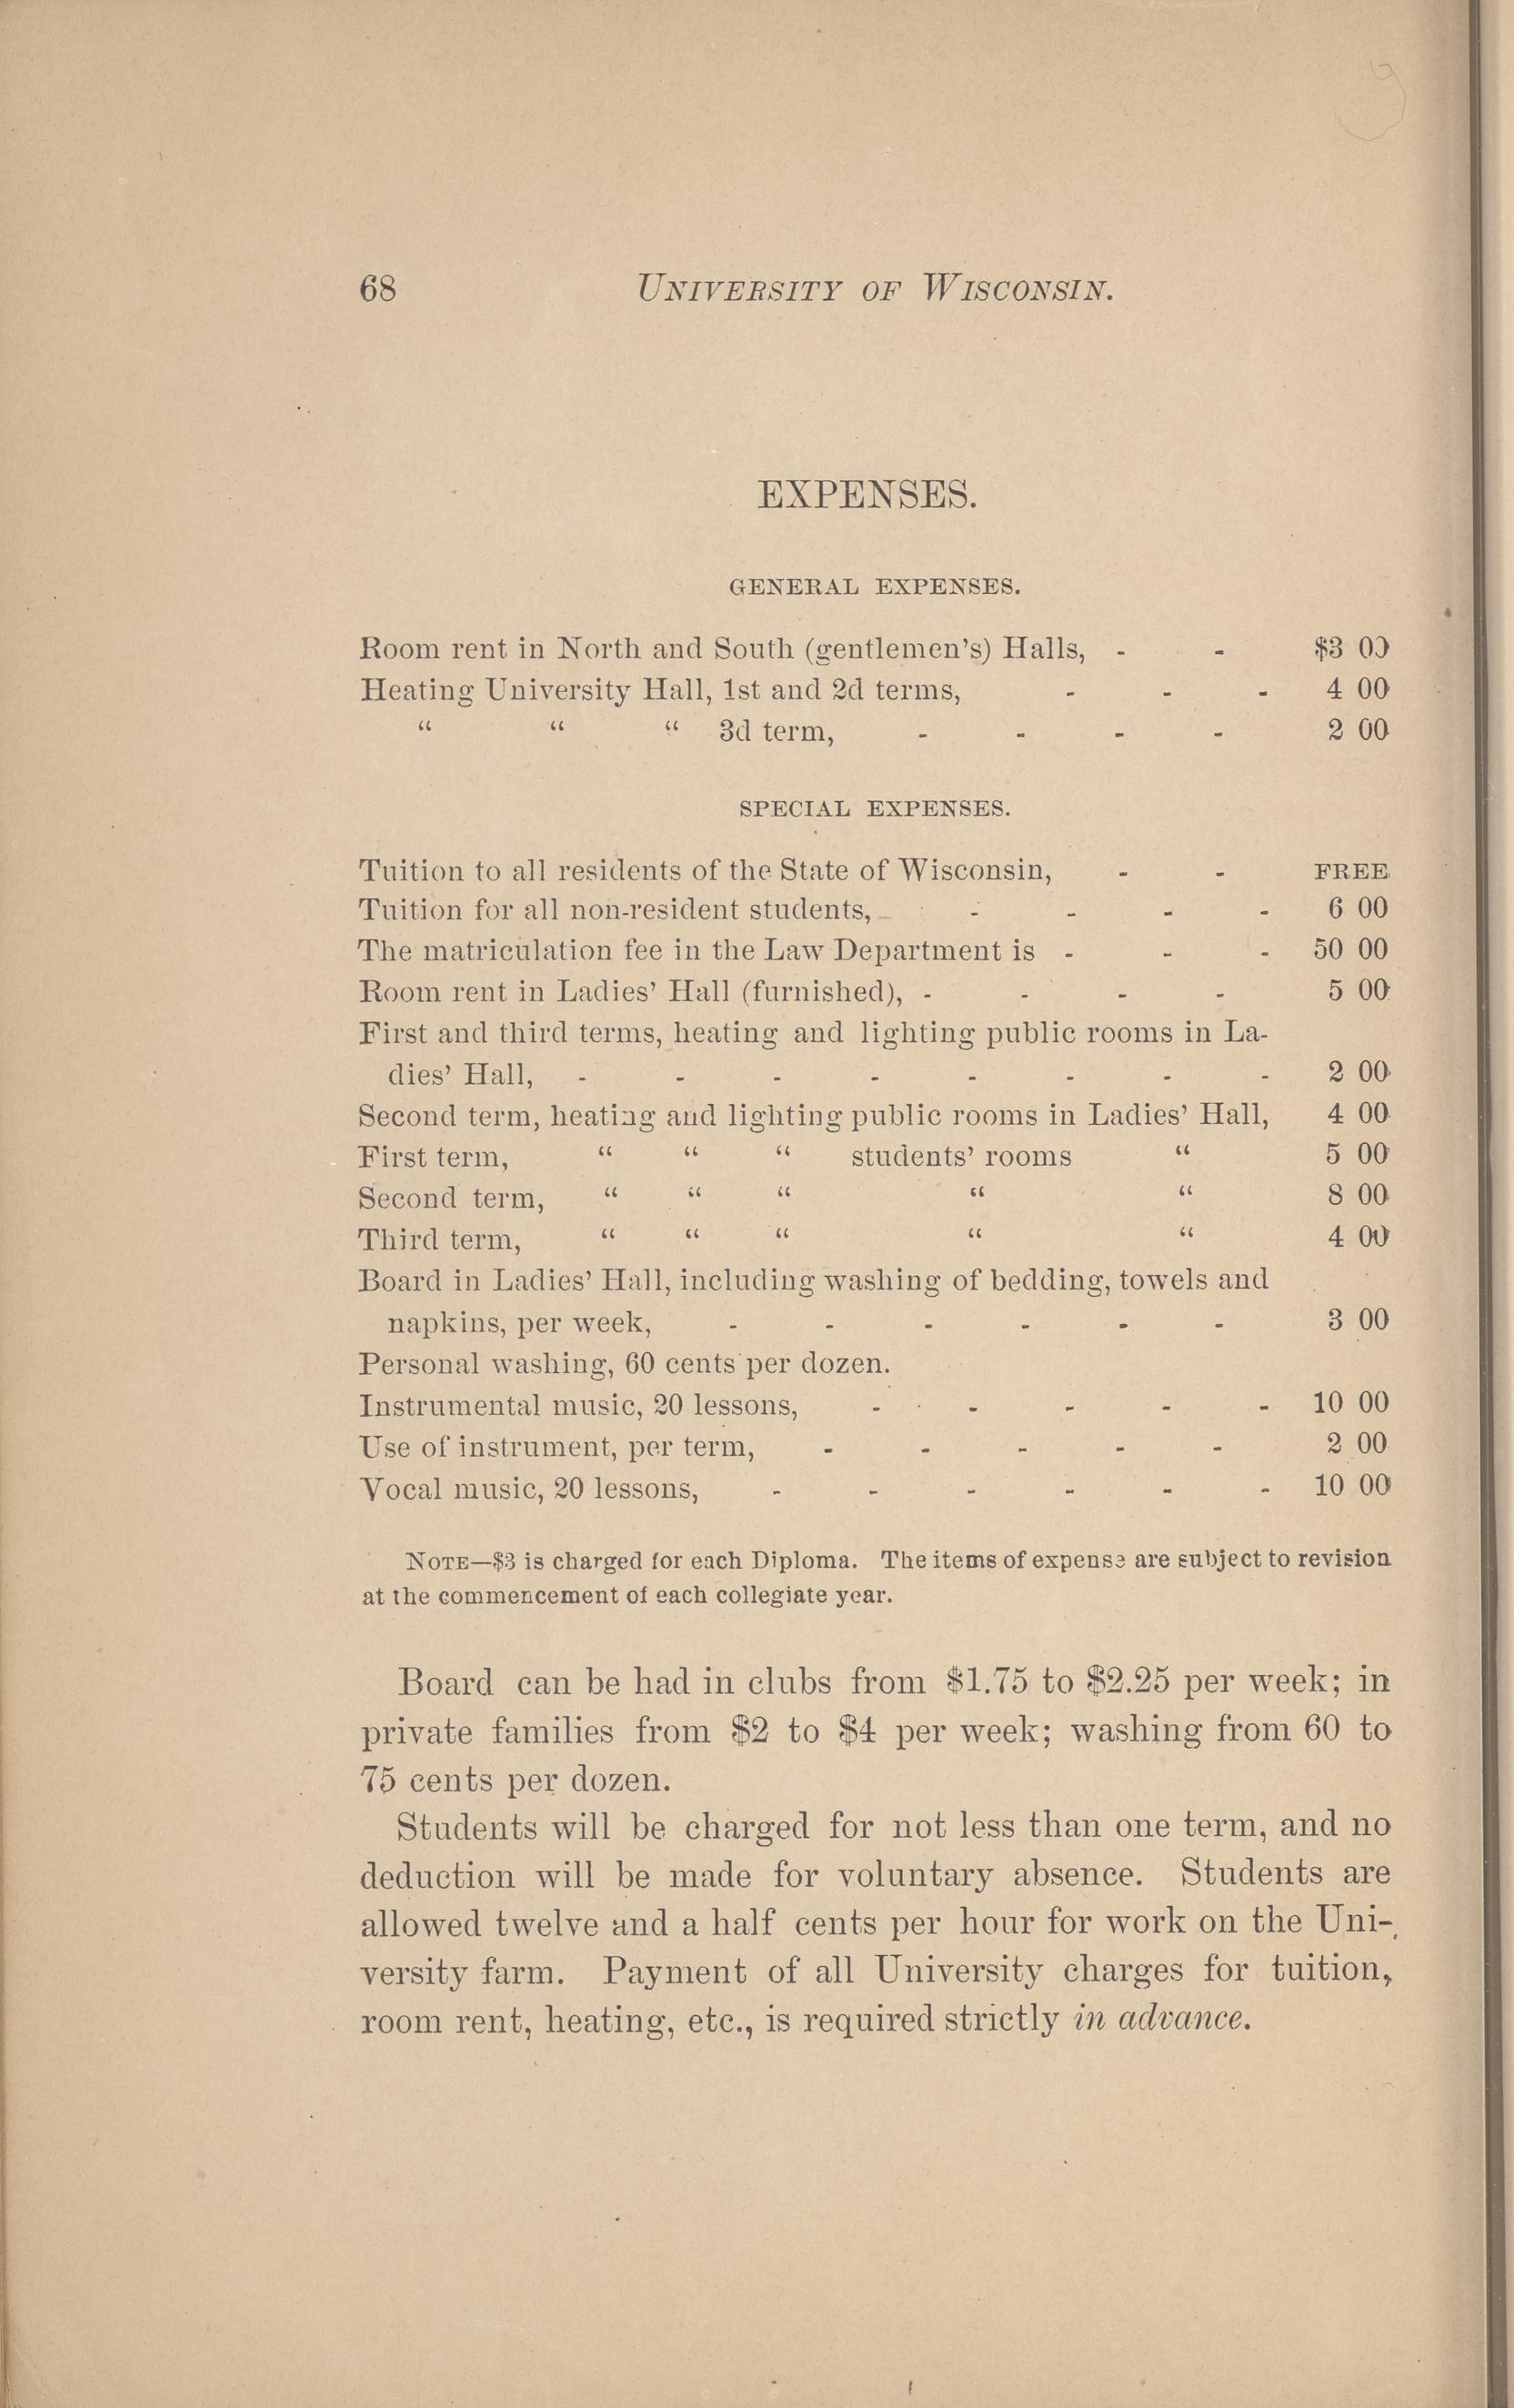 68 UNIVERSITY OF WISCONSIN.
EXPENSES.
GENERAL EXPENSES.
Room rent in North and South (gentlemen's) Halls, - - $3 00
Heating University Hall, 1st and 2d terms, - - - 4 00
“ “ “ 3d term, - - - - 2 00
SPECIAL EXPENSES.
Tuition to all residents of the State of Wisconsin, - - FREE
Tuition for all non-resident students, - - - - 6 00
The matriculation fee in the Law Department is - - - 50 00
Room rent in Ladies' Hall (furnished), - - - - 5 00
First and third terms, heating and lighting public rooms in La-
dies' Hall, - - - - - - - - 2 00
Second term, heating and lighting public rooms in Ladies' Hall, 4 00
First term, “ “ “ students' rooms “ 5 00
Second term, “ “ “ “ “ 8 00
Third term, “ “ “ “ “ 4 00
Board in Ladies' Hall, including washing of bedding, towels and
napkins, per week, - - - - - - 3 00
Personal washing, 60 cents per dozen.
Instrumental music, 20 lessons, - - - - - 10 00
Use of instrument, per term, - - - - - 2 00
Vocal music, 20 lessons, - - - - - - 10 00
NOTE—$3 is charged for each Diploma. The items of expense are subject to revision
at the commencement of each collegiate year.
Board can be had in clubs from $1.75 to $2.25 per week; in
private families from $2 to $4 per week; washing from 60 to
75 cents per dozen.
Students will be charged for not less than one term, and no
deduction will be made for voluntary absence. Students are
allowed twelve and a half cents per hour for work on the Uni-
versity farm. Payment of all University charges for tuition,
room rent, heating, etc., is required strictly in advance.